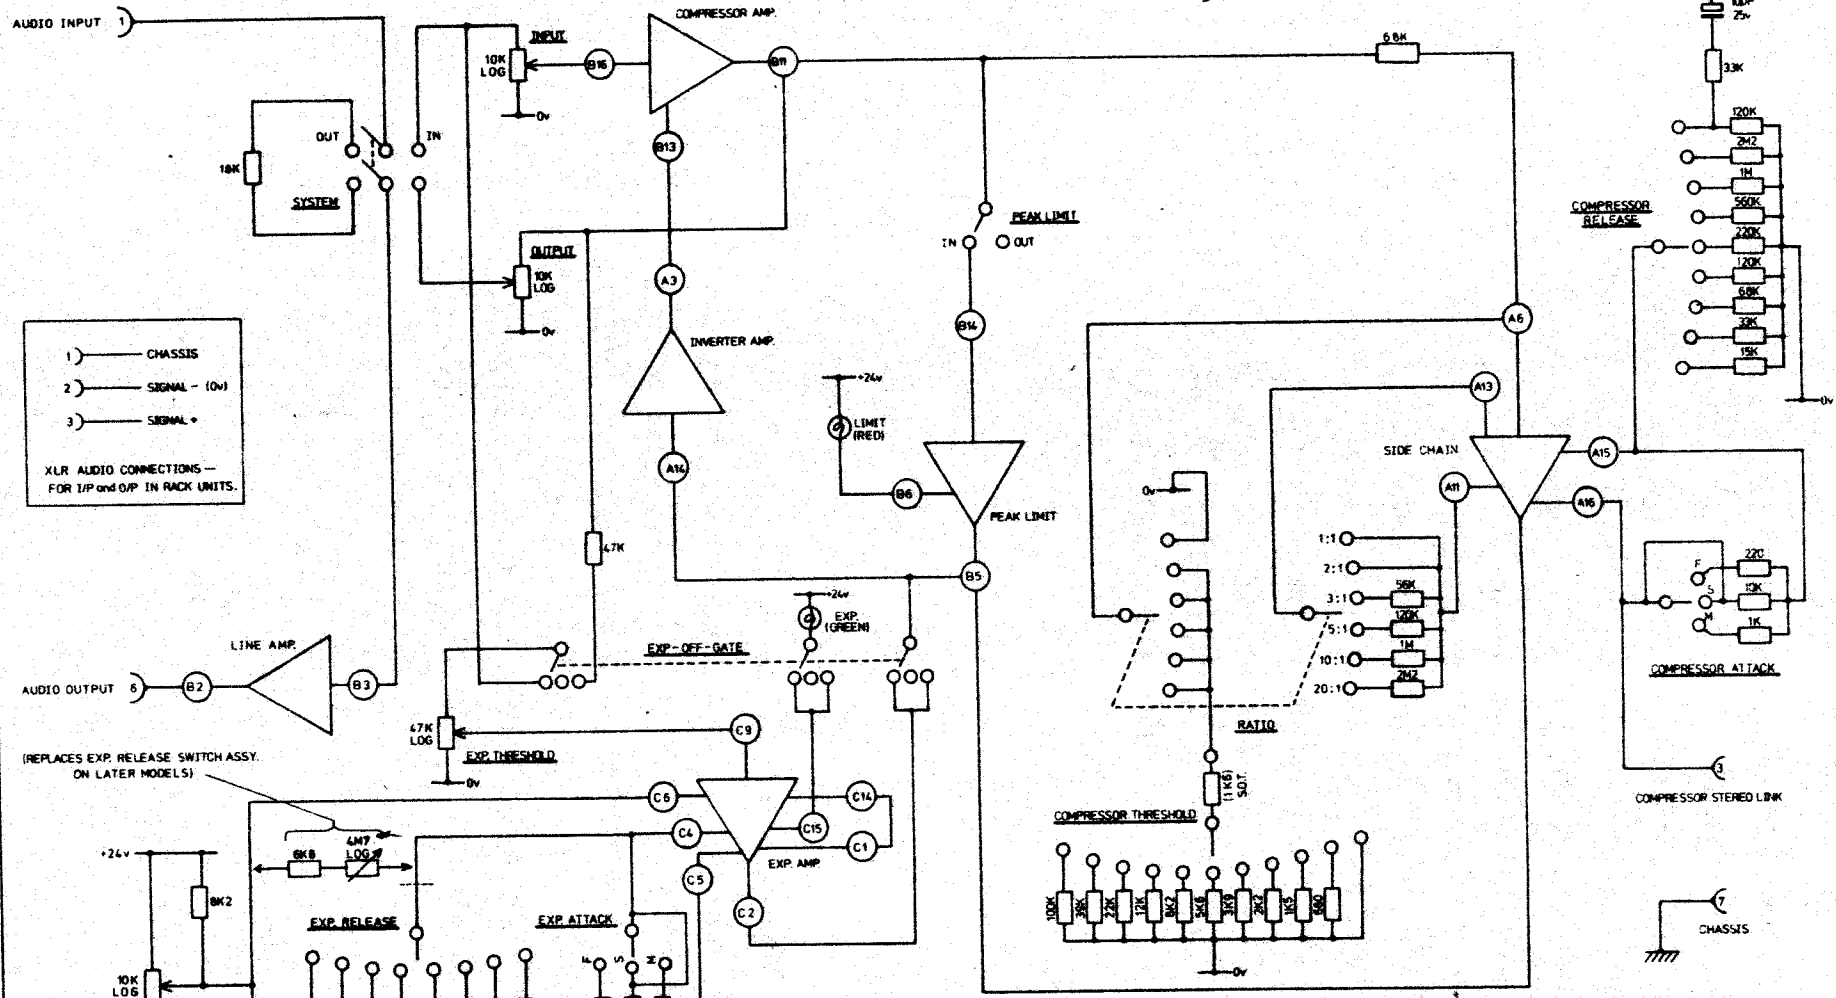 AUDIO INPUT 1
COMPRESSOR AMP.
INPUT
10K
LOG
B16
B11
0v
68K
25v
33K
OUT
IN
18K
SYSTEM
B13
PEAK LIMIT
IN
OUT
COMPRESSOR
RELEASE
120K
2M2
1M
560K
220K
120K
68K
33K
15K
0v
OUTPUT
10K
LOG
0v
A3
B14
A6
1 CHASSIS
2 SIGNAL - (0v)
3 SIGNAL +
XLR AUDIO CONNECTIONS —
FOR I/P and O/P IN RACK UNITS.
INVERTER AMP.
+24v
LIMIT
(RED)
A13
SIDE CHAIN
A15
A14
B6
PEAK LIMIT
0v
A11
A16
47K
B5
1:1
2:1
3:1
56K
5:1
120K
10:1
1M
20:1
2M2
F
S
M
1K
COMPRESSOR ATTACK
+24v
EXP.
(GREEN)
LINE AMP.
EXP-OFF-GATE
AUDIO OUTPUT 6
B2
B3
RATIO
47K
LOG
C9
EXP. THRESHOLD
0v
(REPLACES EXP. RELEASE SWITCH ASSY.
ON LATER MODELS)
(1K6)
S.O.T.
3
COMPRESSOR STEREO LINK
C6
C14
C4
C15
C1
EXP. AMP
C5
C2
COMPRESSOR THRESHOLD
+24v
6K8
4M7
LOG
8K2
EXP. RELEASE
EXP. ATTACK
F
S
M
100K
39K
22K
12K
8K2
5K6
3K9
2K2
1K5
680
0v
7
CHASSIS
10K
LOG